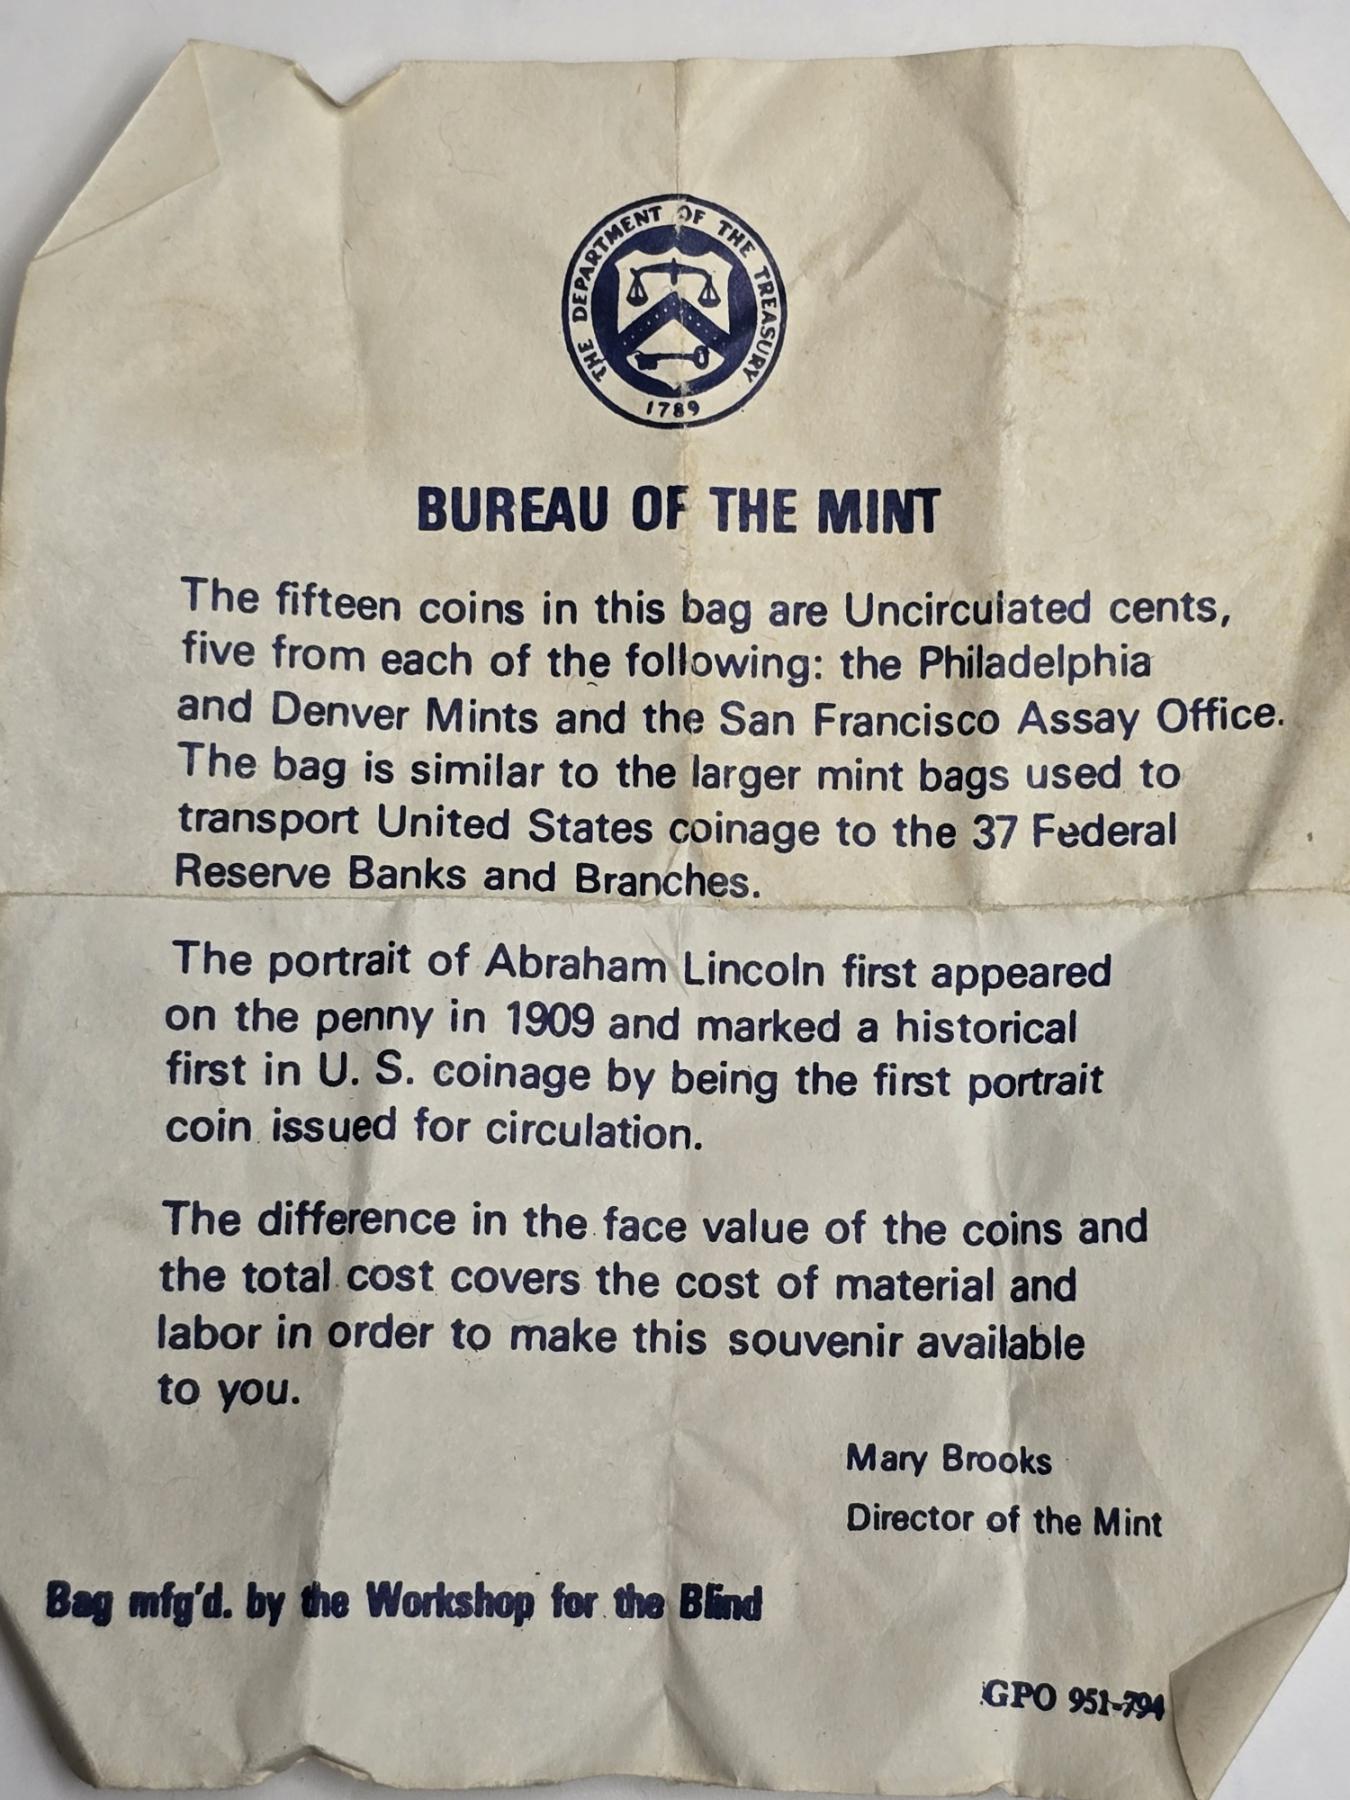 THE DEPARTMENT OF THE TREASURY
1789
BUREAU OF THE MINT
The fifteen coins in this bag are Uncirculated cents,
five from each of the following: the Philadelphia
and Denver Mints and the San Francisco Assay Office.
The bag is similar to the larger mint bags used to
transport United States coinage to the 37 Federal
Reserve Banks and Branches.
The portrait of Abraham Lincoln first appeared
on the penny in 1909 and marked a historical
first in U. S. coinage by being the first portrait
coin issued for circulation.
The difference in the face value of the coins and
the total cost covers the cost of material and
labor in order to make this souvenir available
to you.
Mary Brooks
Director of the Mint
Bag mfg'd. by the Workshop for the Blind
GPO 951-794